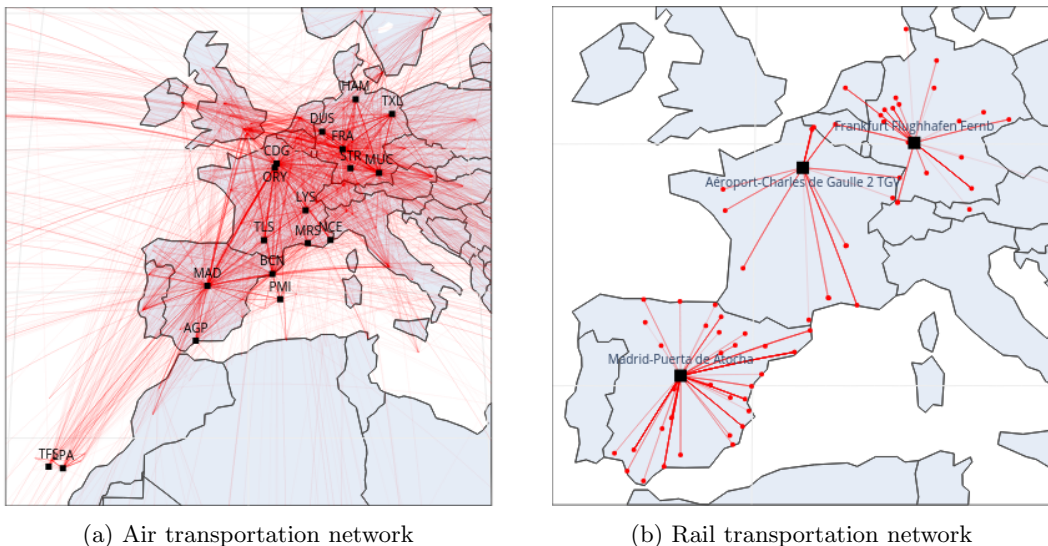 HAM
TXL
DUS
FRA
CDG
STR
MUC
ORY
LYS
TLS
MRS
NCE
BCN
MAD
PMI
AGP
TFS
LPA
Frankfurt Flughhafen Fernb
Aéroport-Charles de Gaulle 2 TGV
Madrid-Puerta de Atocha
(a) Air transportation network
(b) Rail transportation network